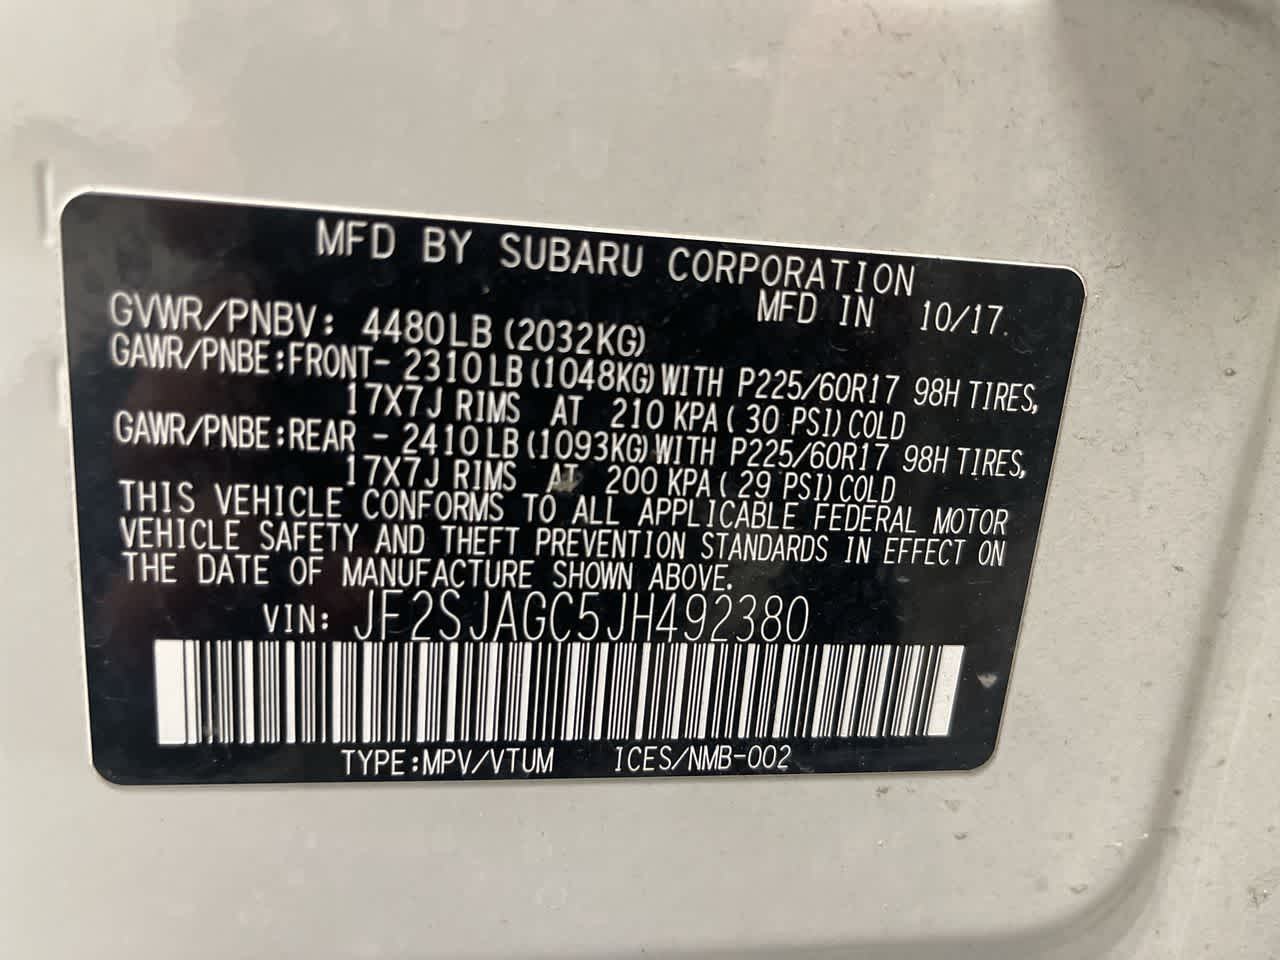 MFD BY SUBARU CORPORATION
MFD IN 10/17
GVWR/PNBV: 4480LB (2032KG)
GAWR/PNBE:FRONT- 2310LB(1048KG)WITH P225/60R17 98H TIRES,
17X7J RIMS AT 210 KPA( 30 PSI)COLD
GAWR/PNBE:REAR - 2410LB(1093KG)WITH P225/60R17 98H TIRES,
17X7J RIMS AT 200 KPA( 29 PSI)COLD
THIS VEHICLE CONFORMS TO ALL APPLICABLE FEDERAL MOTOR
VEHICLE SAFETY AND THEFT PREVENTION STANDARDS IN EFFECT ON
THE DATE OF MANUFACTURE SHOWN ABOVE.
VIN: JF2SJAGC5JH492380
TYPE:MPV/VTUM ICES/NMB-002